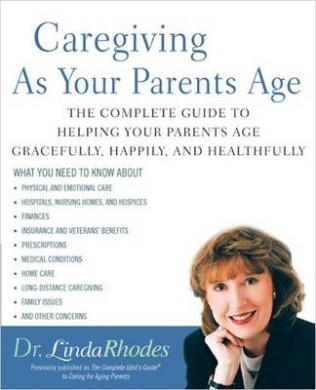 Caregiving
As Your Parents Age
THE COMPLETE GUIDE TO
HELPING YOUR PARENTS AGE
GRACEFULLY, HAPPILY, AND HEALTHFULLY
WHAT YOU NEED TO KNOW ABOUT
• PHYSICAL AND EMOTIONAL CARE
• HOSPITALS, NURSING HOMES, AND HOSPICES
• FINANCES
• INSURANCE AND VETERANS' BENEFITS
• PRESCRIPTIONS
• MEDICAL CONDITIONS
• HOME CARE
• LONG-DISTANCE CAREGIVING
• FAMILY ISSUES
• AND OTHER CONCERNS
Dr. Linda Rhodes
Previously published as The Complete Idiot's Guide®
to Caring for Aging Parents